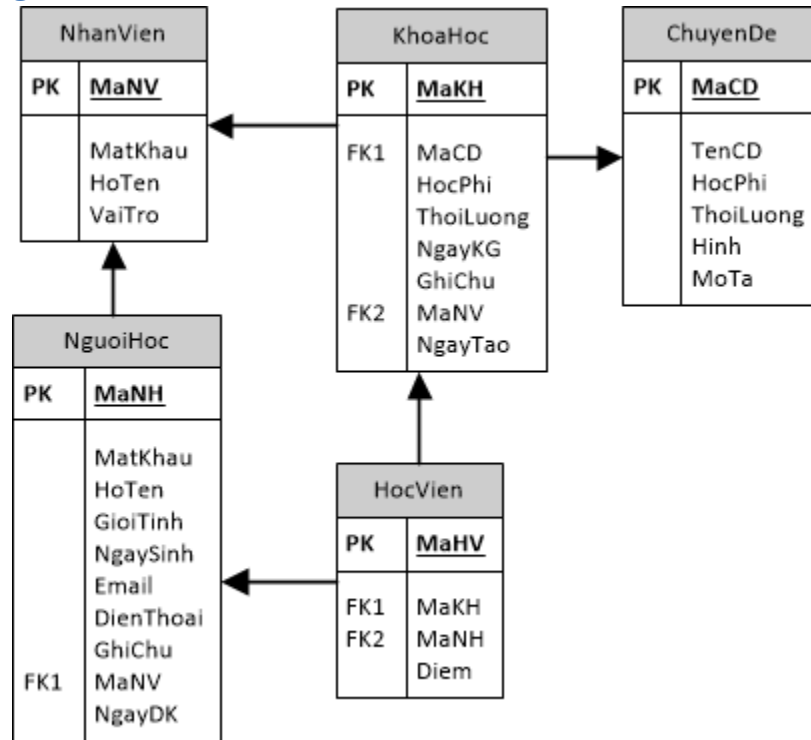 NhanVien
PK MaNV
MatKhau
HoTen
VaiTro
KhoaHoc
PK MaKH
FK1 MaCD
HocPhi
ThoiLuong
NgayKG
GhiChu
FK2 MaNV
NgayTao
ChuyenDe
PK MaCD
TenCD
HocPhi
ThoiLuong
Hinh
MoTa
NguoiHoc
PK MaNH
MatKhau
HoTen
GioiTinh
NgaySinh
Email
DienThoai
GhiChu
FK1 MaNV
NgayDK
HocVien
PK MaHV
FK1 MaKH
FK2 MaNH
Diem